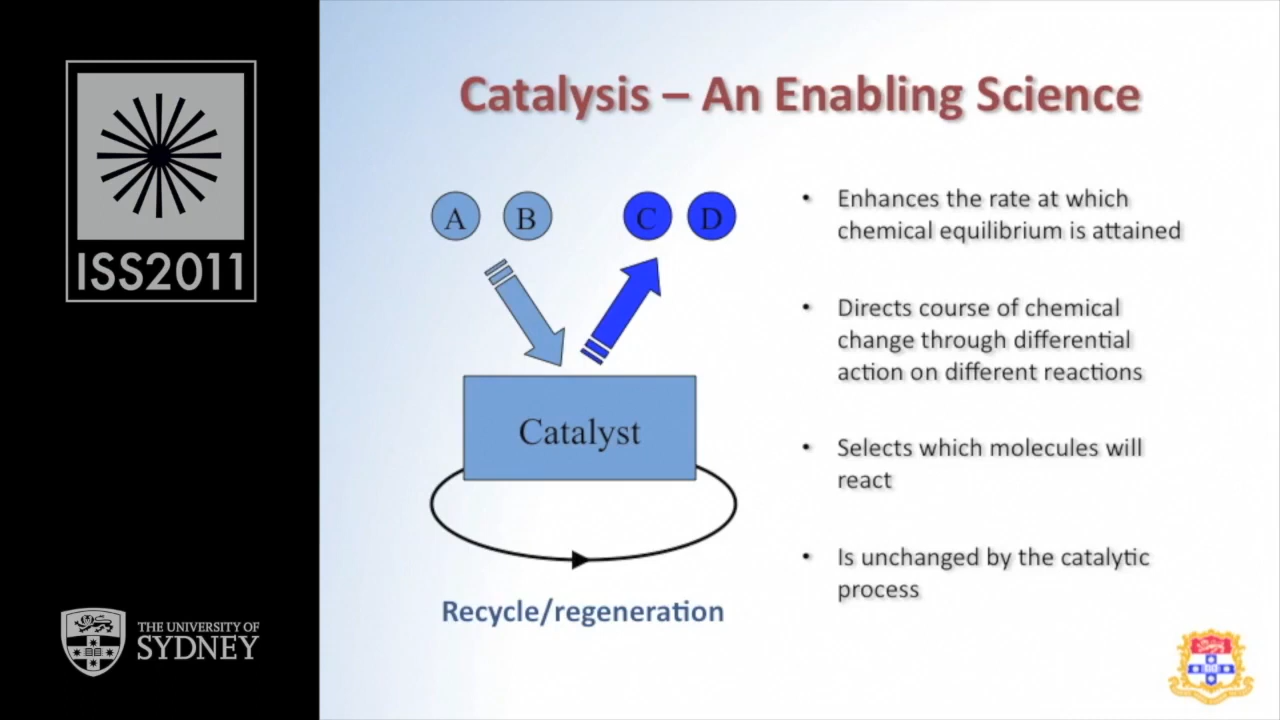 ISS2011
THE UNIVERSITY OF
SYDNEY
Catalysis – An Enabling Science
A B C D
Catalyst
Recycle/regeneration
• Enhances the rate at which
chemical equilibrium is attained
• Directs course of chemical
change through differential
action on different reactions
• Selects which molecules will
react
• Is unchanged by the catalytic
process